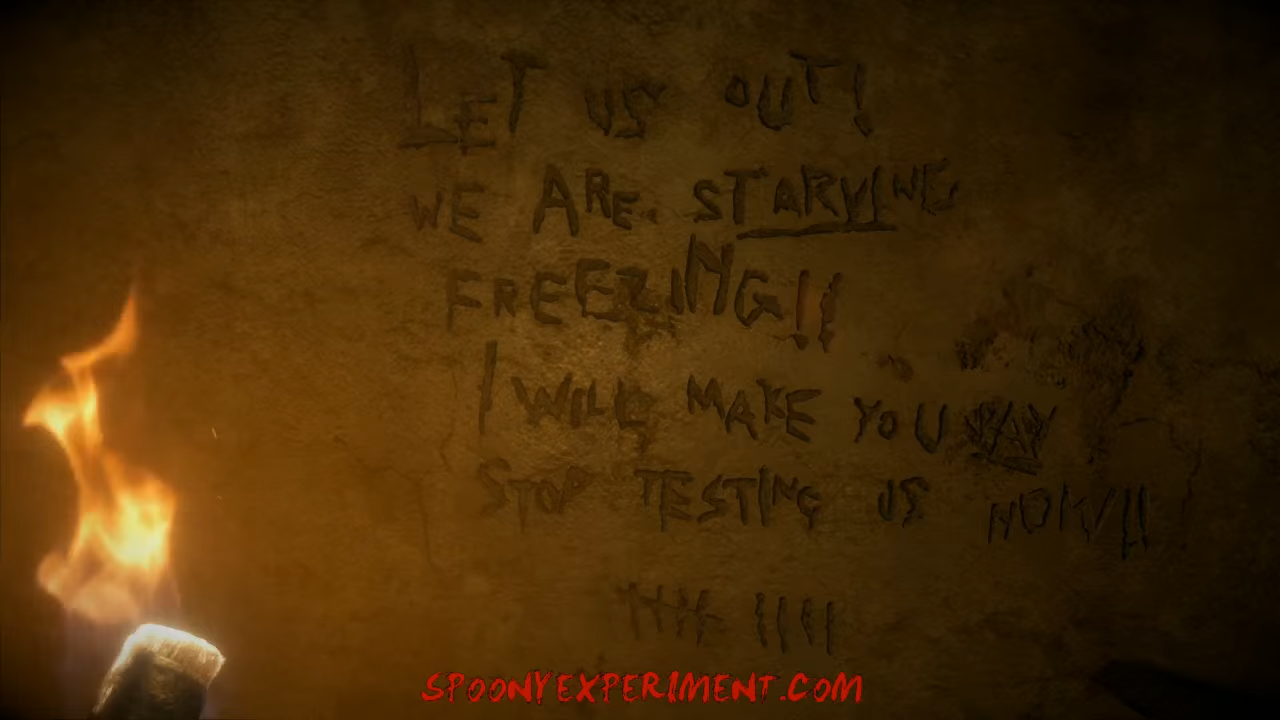 LET US OUT!
WE ARE STARVING
FREEZING!!
I WILL MAKE YOU PAY
STOP TESTING US NOW!!
SPOONYEXPERIMENT.COM